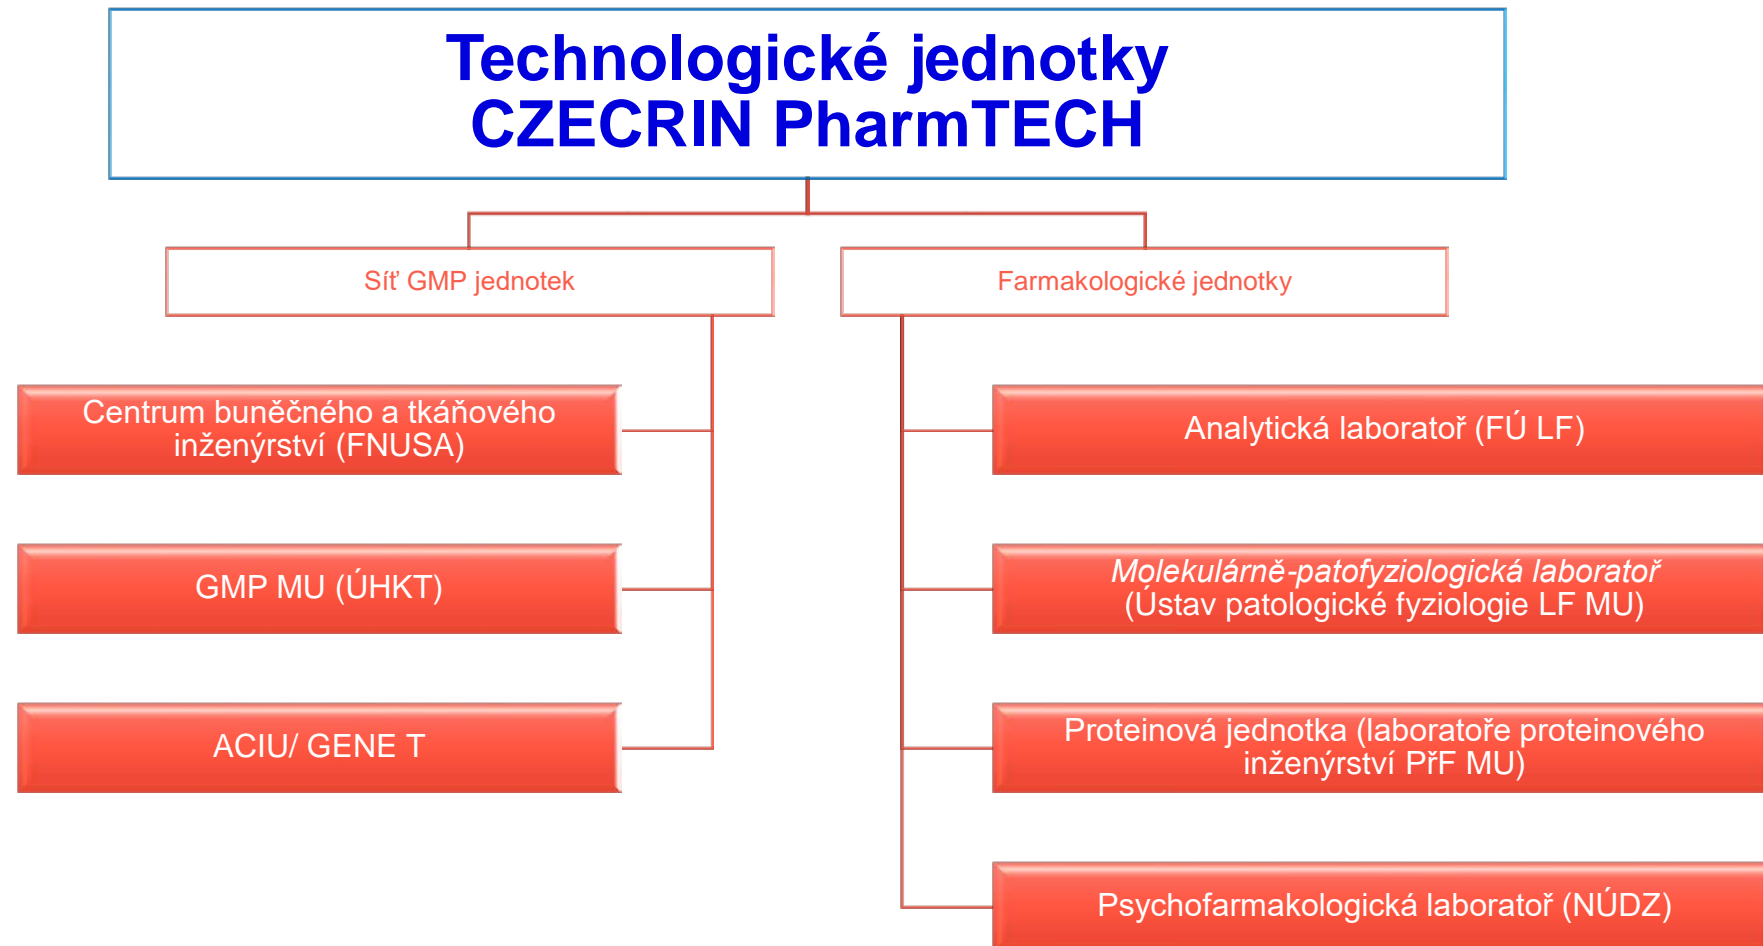 Technologické jednotky
CZECRIN PharmTECH
Síť GMP jednotek
Farmakologické jednotky
Centrum buněčného a tkáňového
inženýrství (FNUSA)
GMP MU (ÚHKT)
ACIU/ GENE T
Analytická laboratoř (FÚ LF)
Molekulárně-patofyziologická laboratoř
(Ústav patologické fyziologie LF MU)
Proteinová jednotka (laboratoře proteinového
inženýrství PřF MU)
Psychofarmakologická laboratoř (NÚDZ)